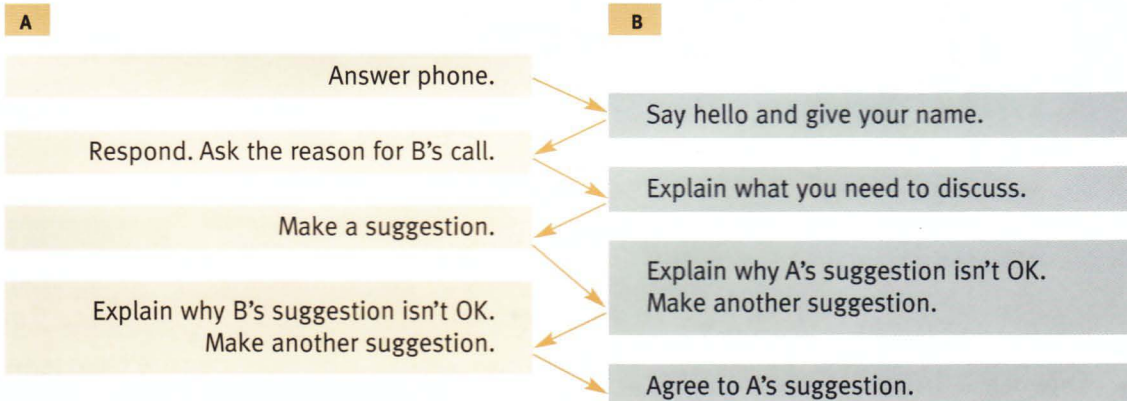 A
B
Answer phone.
Say hello and give your name.
Respond. Ask the reason for B's call.
Explain what you need to discuss.
Make a suggestion.
Explain why A's suggestion isn't OK.
Make another suggestion.
Explain why B's suggestion isn't OK.
Make another suggestion.
Agree to A's suggestion.